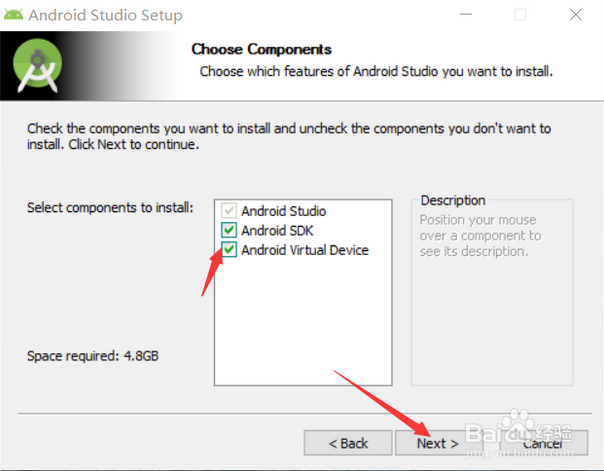 Android Studio Setup
Choose Components
Choose which features of Android Studio you want to install.
Check the components you want to install and uncheck the components you don't want to
install. Click Next to continue.
Select components to install:
Android Studio
Android SDK
Android Virtual Device
Description
Position your mouse
over a component to
see its description.
Space required: 4.8GB
< Back
Next >
Cancel
Baidu 经验
jingyan.baidu.com